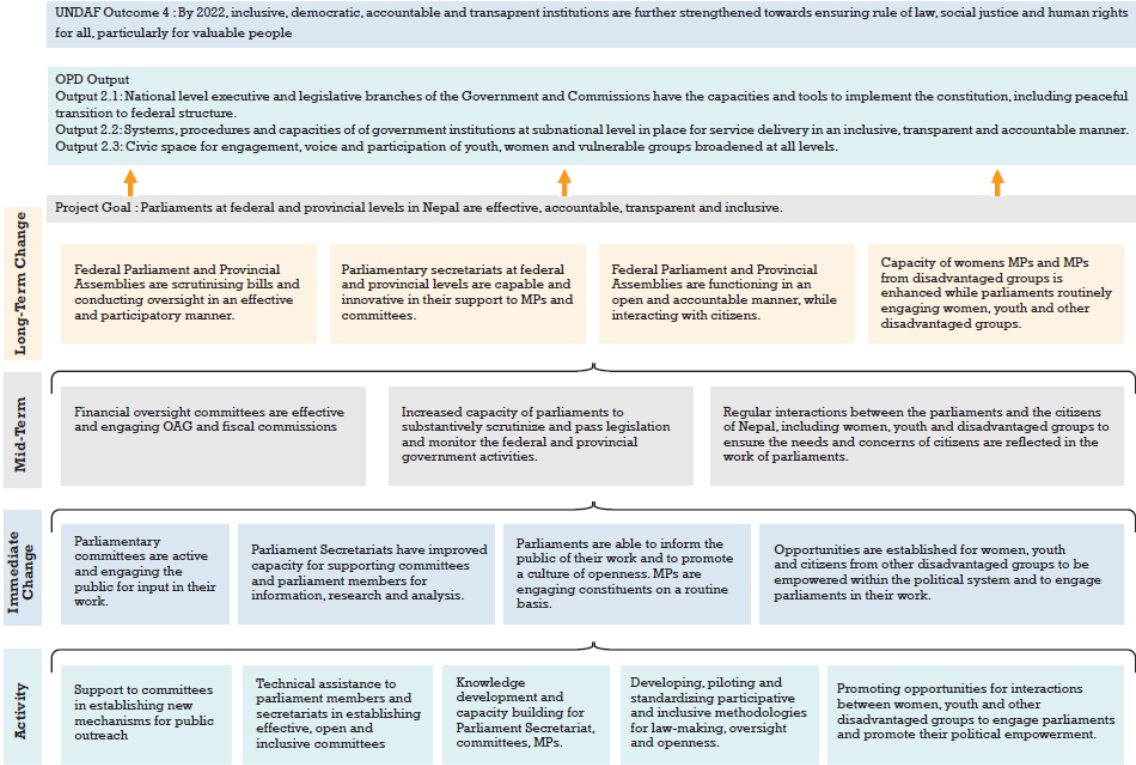 UNDAF Outcome 4 : By 2022, inclusive, democratic, accountable and transaprent institutions are further strengthened towards ensuring rule of law, social justice and human rights
for all, particularly for valuable people
OPD Output
Output 2.1: National level executive and legislative branches of the Government and Commissions have the capacities and tools to implement the constitution, including peaceful
transition to federal structure.
Output 2.2: Systems, procedures and capacities of of government institutions at subnational level in place for service delivery in an inclusive, transparent and accountable manner.
Output 2.3: Civic space for engagement, voice and participation of youth, women and vulnerable groups broadened at all levels.
Project Goal : Parliaments at federal and provincial levels in Nepal are effective, accountable, transparent and inclusive.
Long-Term Change
Federal Parliament and Provincial
Assemblies are scrutinising bills and
conducting oversight in an effective
and participatory manner.
Parliamentary secretariats at federal
and provincial levels are capable and
innovative in their support to MPs and
committees.
Federal Parliament and Provincial
Assemblies are functioning in an
open and accountable manner, while
interacting with citizens.
Capacity of womens MPs and MPs
from disadvantaged groups is
enhanced while parliaments routinely
engaging women, youth and other
disadvantaged groups.
Mid-Term
Financial oversight committees are effective
and engaging OAG and fiscal commissions
Increased capacity of parliaments to
substantively scrutinize and pass legislation
and monitor the federal and provincial
government activities.
Regular interactions between the parliaments and the citizens
of Nepal, including women, youth and disadvantaged groups to
ensure the needs and concerns of citizens are reflected in the
work of parliaments.
Immediate
Change
Parliamentary
committees are active
and engaging the
public for input in their
work.
Parliament Secretariats have improved
capacity for supporting committees
and parliament members for
information, research and analysis.
Parliaments are able to inform the
public of their work and to promote
a culture of openness. MPs are
engaging constituents on a routine
basis.
Opportunities are established for women, youth
and citizens from other disadvantaged groups to be
empowered within the political system and to engage
parliaments in their work.
Activity
Support to committees
in establishing new
mechanisms for public
outreach
Technical assistance to
parliament members and
secretariats in establishing
effective, open and
inclusive committees
Knowledge
development and
capacity building for
Parliament Secretariat,
committees, MPs.
Developing, piloting and
standardizing participative
and inclusive methodologies
for law-making, oversight
and openness.
Promoting opportunities for interactions
between women, youth and other
disadvantaged groups to engage parliaments
and promote their political empowerment.